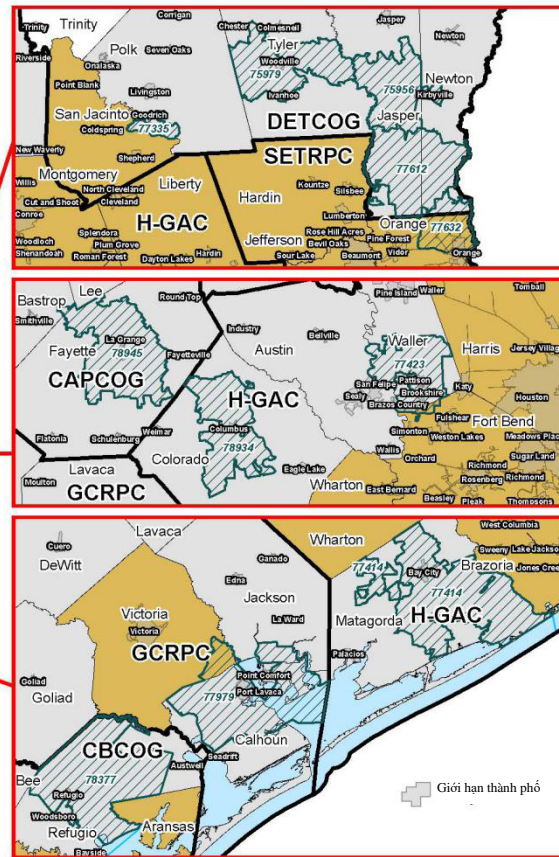 Trinity
Trinity
Corrigan
Chester
Colmesneil
Jasper
Polk
Seven Oaks
Tyler
Newton
Riverside
Onalaska
Woodville
75979
75956
Point Blank
Livingston
Ivanhoe
Newton
Kirbyville
San Jacinto
Goodrich
Coldspring
77335
DETCOG
Jasper
New Waverly
Shepherd
SETRPC
77612
Montgomery
Liberty
Hardin
Kountze
Willis
North Cleveland
Silsbee
Cut and Shoot
Cleveland
Conroe
H-GAC
Lumberton
Orange
Splendora
Rose Hill Acres
77632
Woodloch
Plum Grove
Jefferson
Bevil Oaks
Pine Forest
Shenandoah
Roman Forest
Dayton Lakes
Hardin
Sour Lake
Beaumont
Vidor
Orange
Lee
Bastrop
Round Top
Pine Island
Waller
Tomball
Smithville
Industry
Bellville
La Grange
Austin
Waller
Harris
Fayette
78945
Fayetteville
77423
Jersey Village
CAPCOG
H-GAC
San Felipe
Pattison
Katy
Sealy
Brookshire
Houston
Brazos Country
Fulshear
Fort Bend
Flatonia
Schulenburg
Weimar
Columbus
Simonton
Weston Lakes
Meadows Place
78934
Wallis
Orchard
Sugar Land
Lavaca
Colorado
Eagle Lake
Richmond
Moulton
Rosenberg
Richmond
GCRPC
Wharton
East Bernard
Beasley
Pleak
Thompsons
Lavaca
Wharton
West Columbia
Cuero
Ganado
Sweeny
Lake Jackson
DeWitt
Edna
77414
Brazoria
Jones Creek
Jackson
Bay City
Victoria
77414
Victoria
La Ward
Matagorda
H-GAC
GCRPC
Palacios
Goliad
Point Comfort
77979
Port Lavaca
Goliad
CBCOG
Calhoun
Bee
78377
Austwell
Seadrift
Refugio
Woodsboro
Refugio
Aransas
Bayside
Giới hạn thành phố